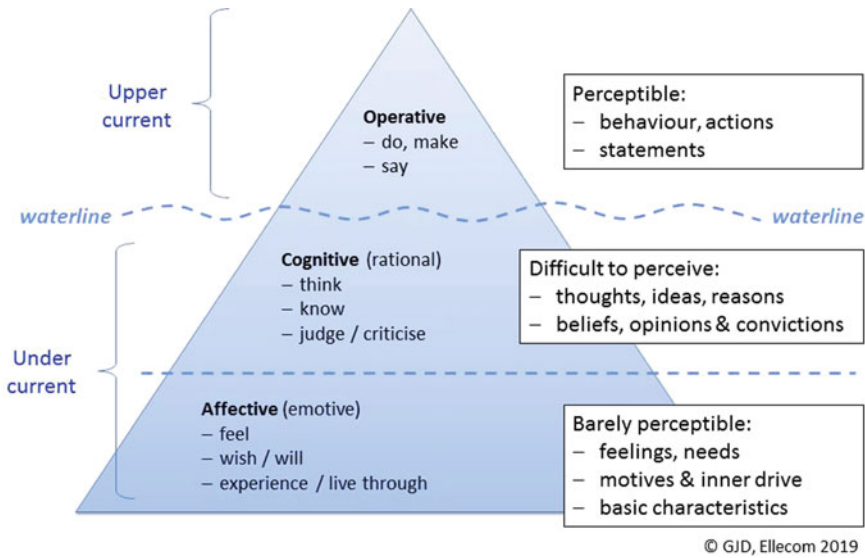 Upper
current
Operative
– do, make
– say
Perceptible:
– behaviour, actions
– statements
waterline
waterline
Under
current
Cognitive (rational)
– think
– know
– judge / criticise
Difficult to perceive:
– thoughts, ideas, reasons
– beliefs, opinions & convictions
Affective (emotive)
– feel
– wish / will
– experience / live through
Barely perceptible:
– feelings, needs
– motives & inner drive
– basic characteristics
© GJD, Ellecom 2019